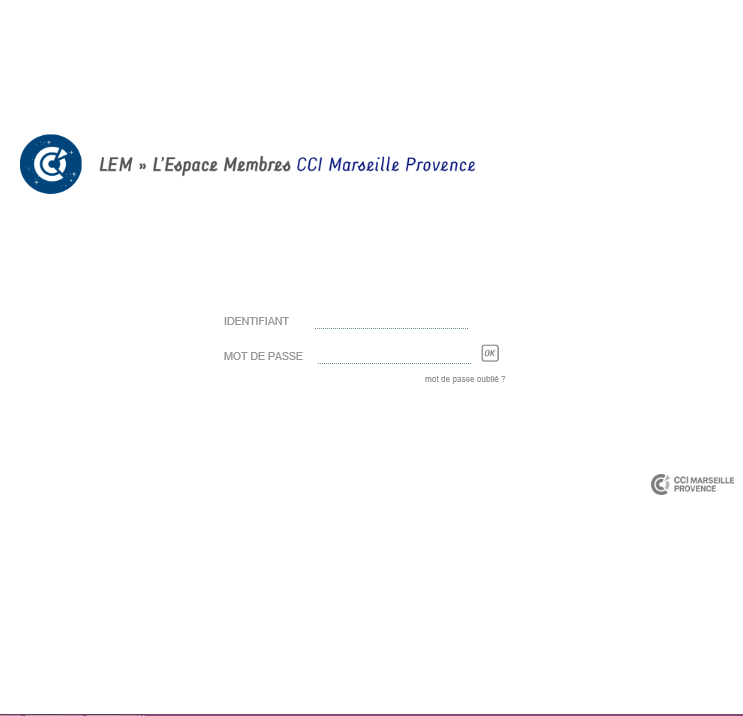 LEM » L'Espace Membres CCI Marseille Provence
IDENTIFIANT
MOT DE PASSE
OK
mot de passe oublié ?
CCI MARSEILLE
PROVENCE